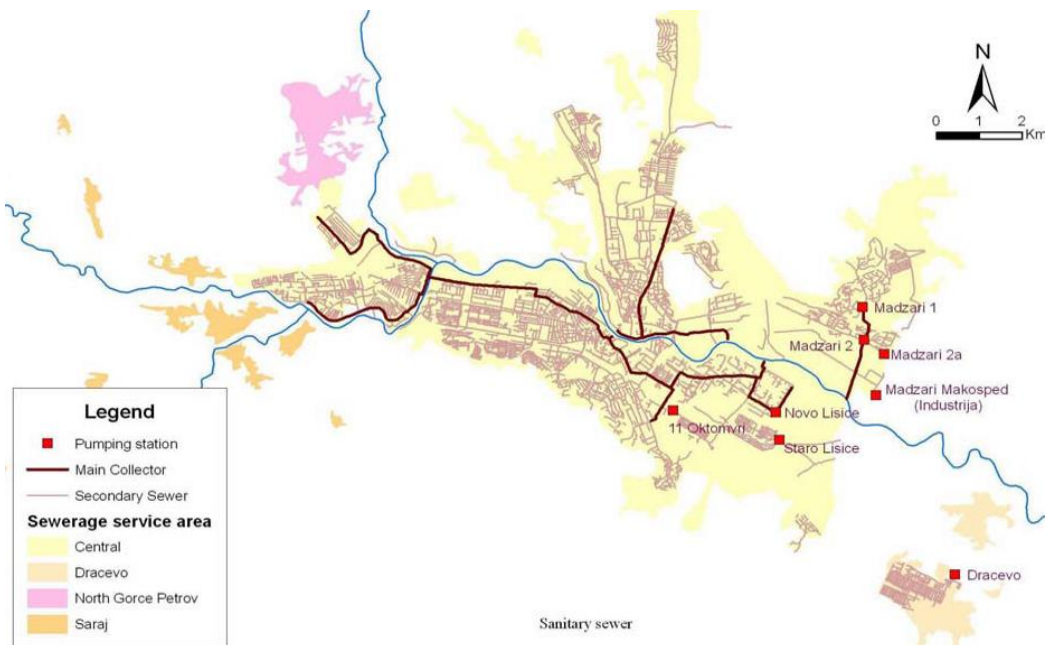 N
0 1 2
Km
Madzari 1
Madzari 2
Madzari 2a
Madzari Makosped
(Industrija)
11 Oktomvri
Novo Lisice
Staro Lisice
Dracevo
Legend
Pumping station
Main Collector
Secondary Sewer
Sewerage service area
Central
Dracevo
North Gorce Petrov
Saraj
Sanitary sewer